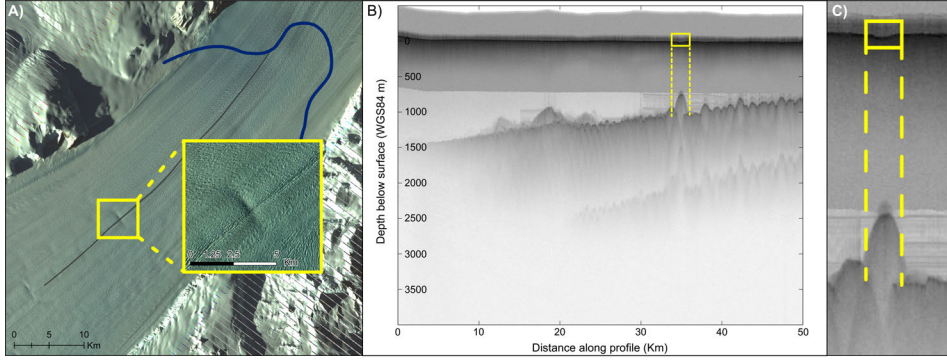 A)
0 1.25 2.5 5
Km
0 5 10
Km
B)
Depth below surface (WGS84 m)
0
500
1000
1500
2000
2500
3000
3500
0 10 20 30 40 50
Distance along profile (Km)
C)